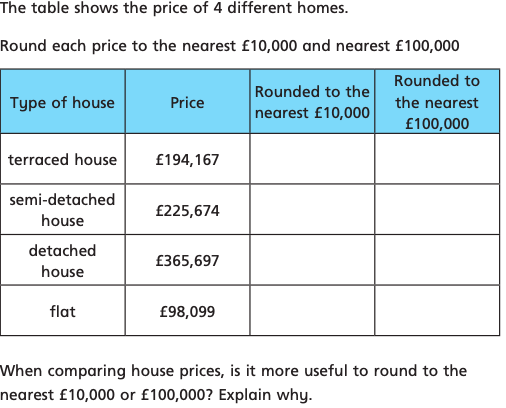 The table shows the price of 4 different homes.
Round each price to the nearest £10,000 and nearest £100,000
Type of house
Price
Rounded to the
nearest £10,000
Rounded to
the nearest
£100,000
terraced house
£194,167
semi-detached
house
£225,674
detached
house
£365,697
flat
£98,099
When comparing house prices, is it more useful to round to the
nearest £10,000 or £100,000? Explain why.